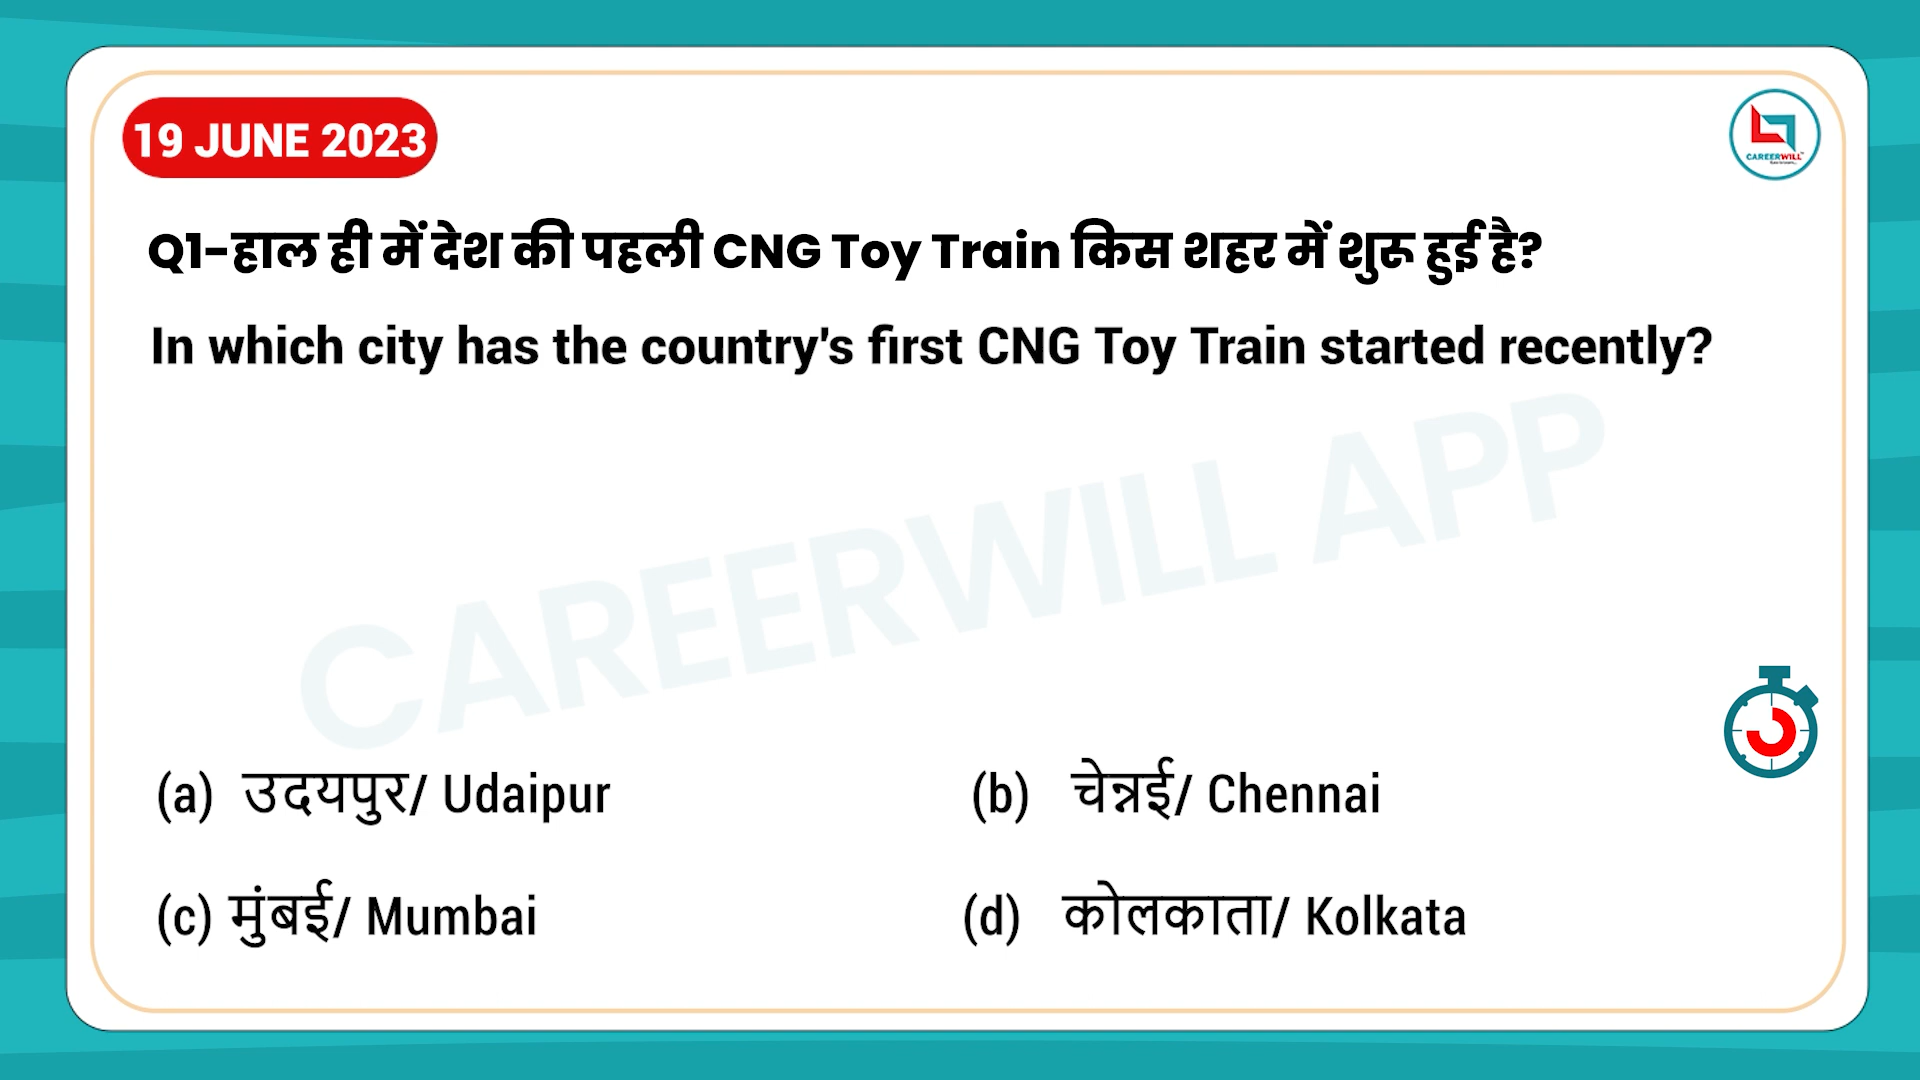 19 JUNE 2023
CAREERWILL
Q1-हाल ही में देश की पहली CNG Toy Train किस शहर में शुरू हुई है?
In which city has the country's first CNG Toy Train started recently?
CAREERWILL APP
(a) उदयपुर/ Udaipur
(b) चेन्नई/ Chennai
(c) मुंबई/ Mumbai
(d) कोलकाता/ Kolkata